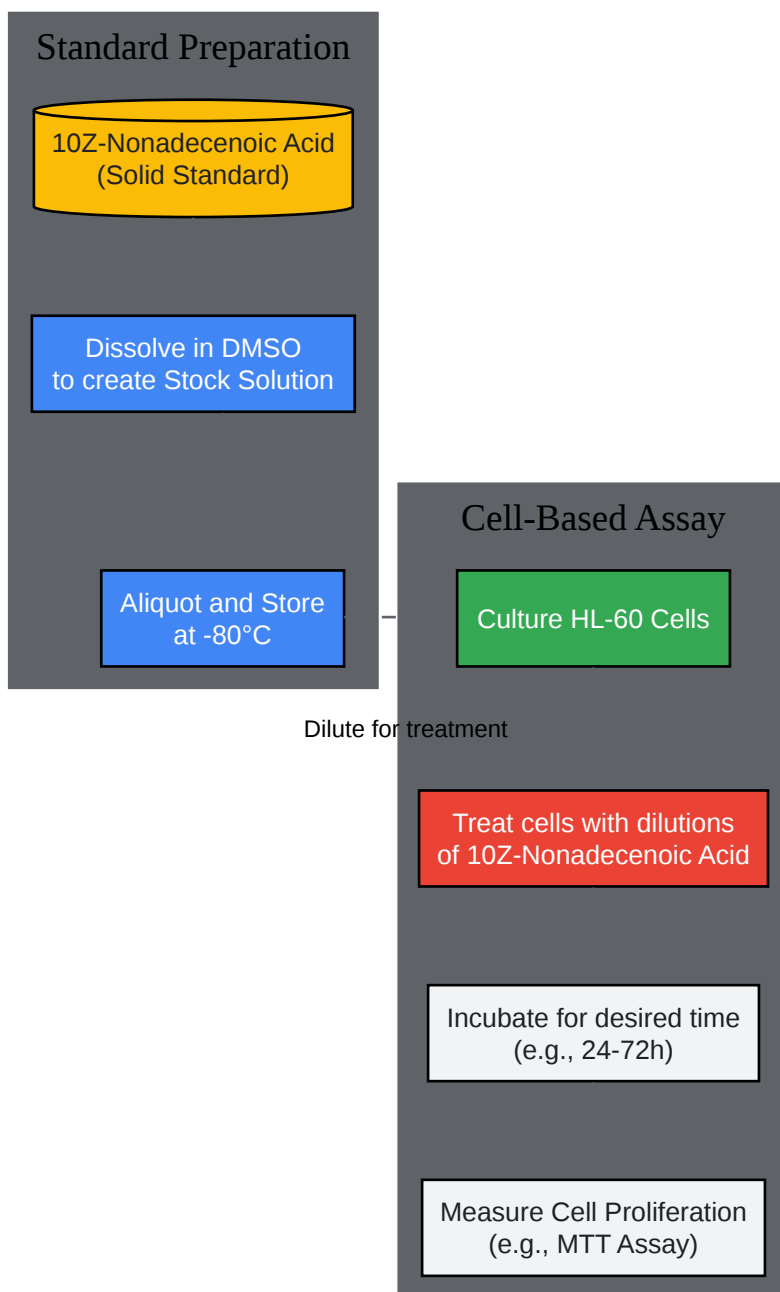 Standard Preparation
10Z-Nonadecenoic Acid
(Solid Standard)
Dissolve in DMSO
to create Stock Solution
Aliquot and Store
at -80°C
Cell-Based Assay
Culture HL-60 Cells
Dilute for treatment
Treat cells with dilutions
of 10Z-Nonadecenoic Acid
Incubate for desired time
(e.g., 24-72h)
Measure Cell Proliferation
(e.g., MTT Assay)